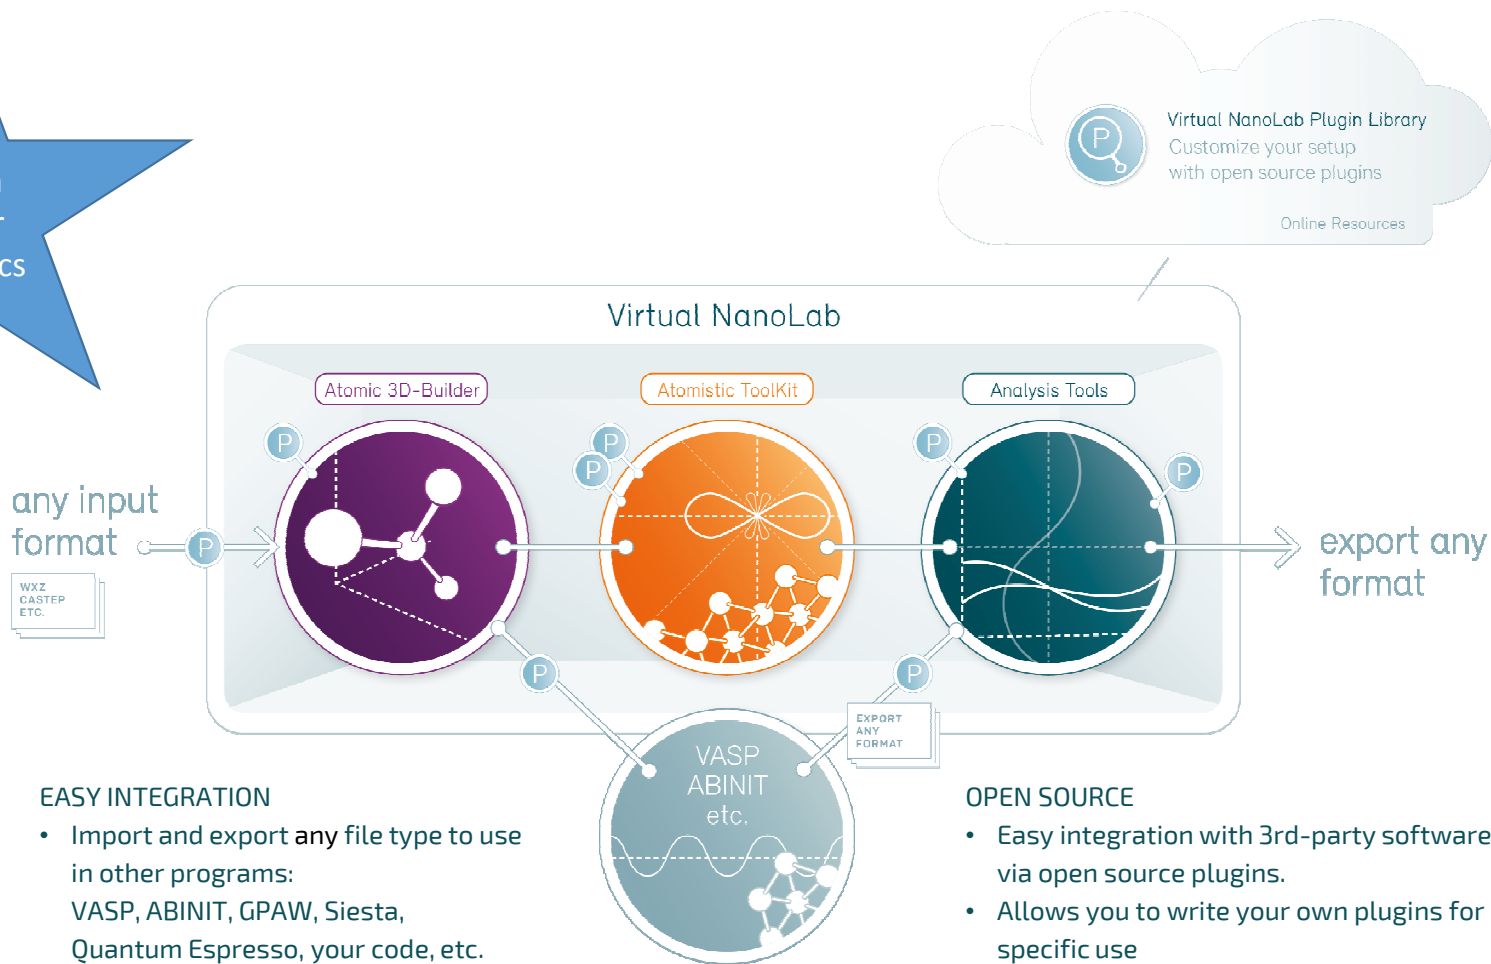 cs
Virtual NanoLab Plugin Library
Customize your setup
with open source plugins
Online Resources
Virtual NanoLab
Atomic 3D-Builder
Atomistic ToolKit
Analysis Tools
P
P
P
P
P
any input
format
P
WXZ
CASTEP
ETC.
export any
format
P
P
P
EXPORT
ANY
FORMAT
VASP
ABINIT
etc.
EASY INTEGRATION
• Import and export any file type to use
in other programs:
VASP, ABINIT, GPAW, Siesta,
Quantum Espresso, your code, etc.
OPEN SOURCE
• Easy integration with 3rd-party software
via open source plugins.
• Allows you to write your own plugins for
specific use